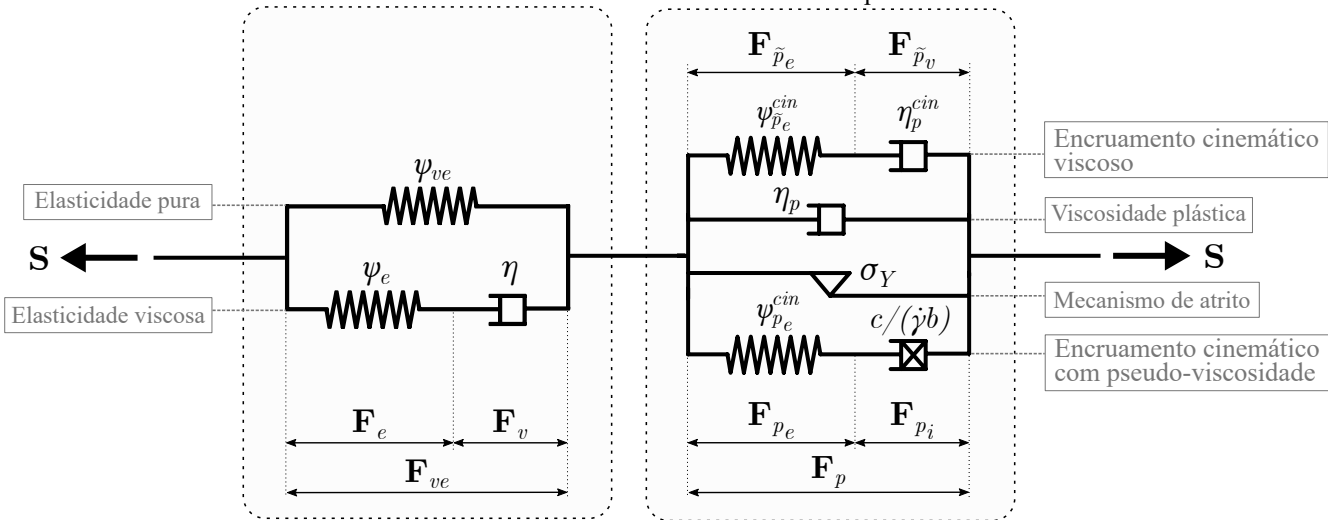 F_{p̃_e} F_{p̃_v}
ψ^{cin}_{p̃_e} η^{cin}_p
Encruamento cinemático
viscoso
ψ_{ve}
Elasticidade pura
η_p
Viscosidade plástica
S
ψ_e η
σ_Y
S
Elasticidade viscosa
Mecanismo de atrito
ψ^{cin}_{p_e} c/(γ̇b)
Encruamento cinemático
com pseudo-viscosidade
F_e F_v
F_{p_e} F_{p_i}
F_{ve}
F_p